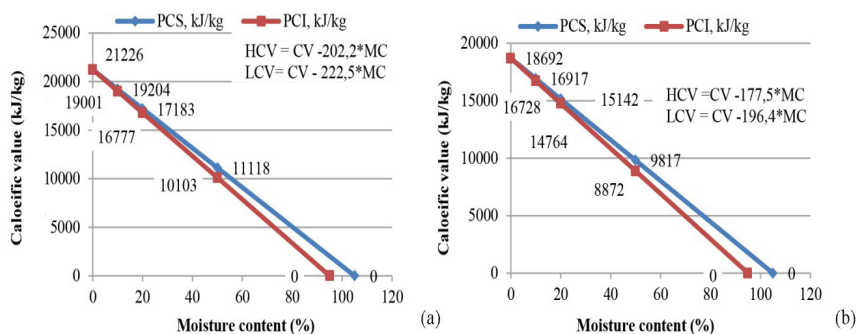 PCS, kJ/kg PCI, kJ/kg
HCV = CV -202,2*MC
LCV= CV - 222,5*MC
Caloeific value (kJ/kg)
25000
20000
15000
10000
5000
0
21226
19204
19001
17183
16777
11118
10103
0
0
0 20 40 60 80 100 120
Moisture content (%)
(a)
PCS, kJ/kg PCI, kJ/kg
HCV =CV -177,5*MC
LCV = CV -196,4*MC
Caloeific value (kJ/kg)
20000
15000
10000
5000
0
18692
16917
16728
15142
14764
9817
8872
0
0
0 20 40 60 80 100 120
Moisture content (%)
(b)